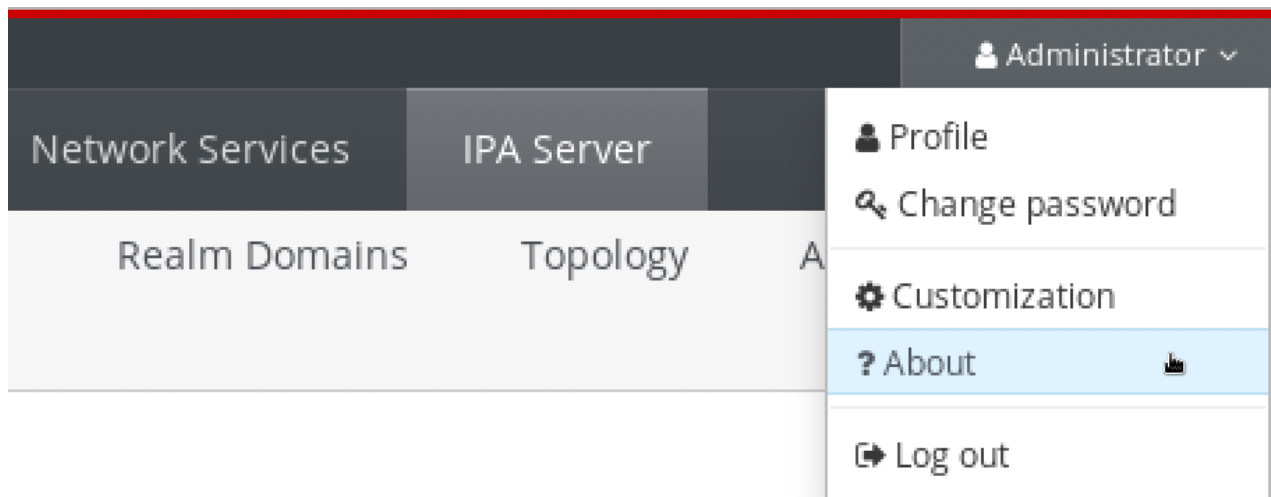 Administrator
Network Services IPA Server
Profile
Change password
Realm Domains Topology A
Customization
? About
Log out